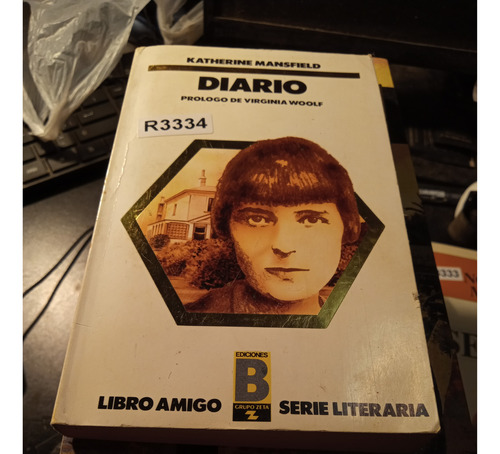 KATHERINE MANSFIELD
DIARIO
PROLOGO DE VIRGINIA WOOLF
R3334
EDICIONES
B
GRUPO ZETA
Z
LIBRO AMIGO
SERIE LITERARIA